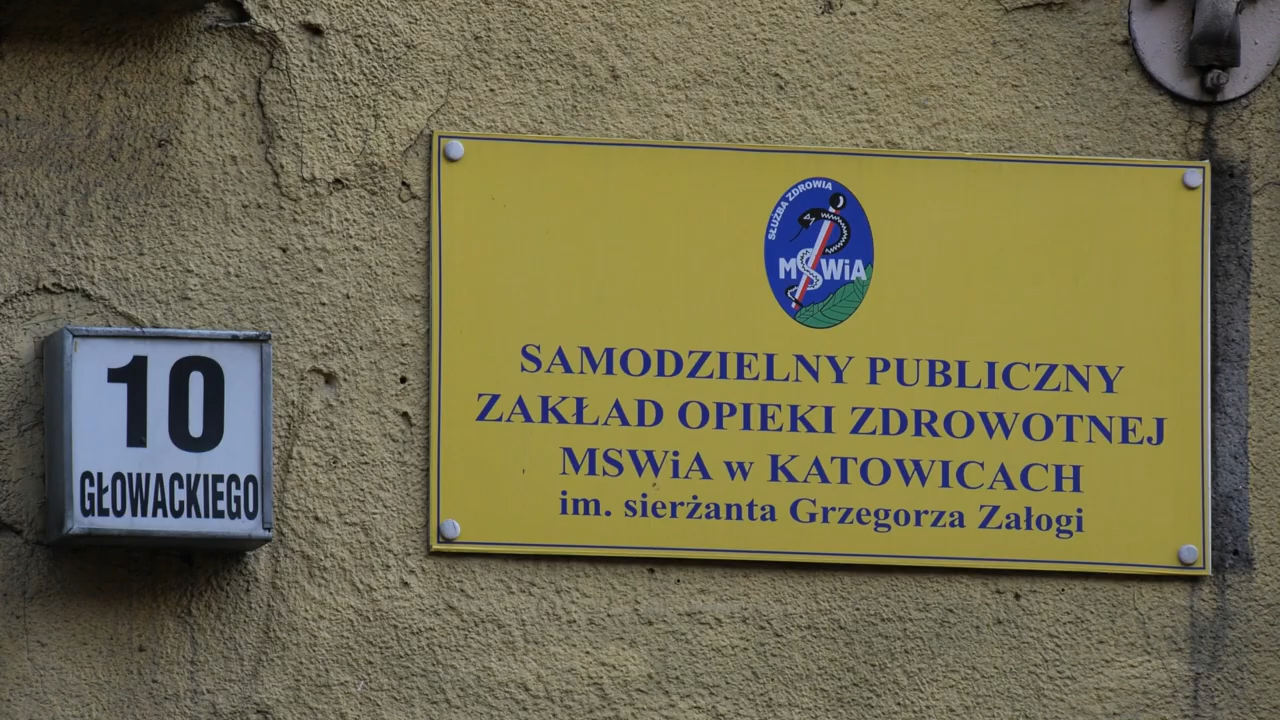 10
GŁOWACKIEGO
SŁUŻBA ZDROWIA
MSWiA
SAMODZIELNY PUBLICZNY
ZAKŁAD OPIEKI ZDROWOTNEJ
MSWiA w KATOWICACH
im. sierżanta Grzegorza Załogi